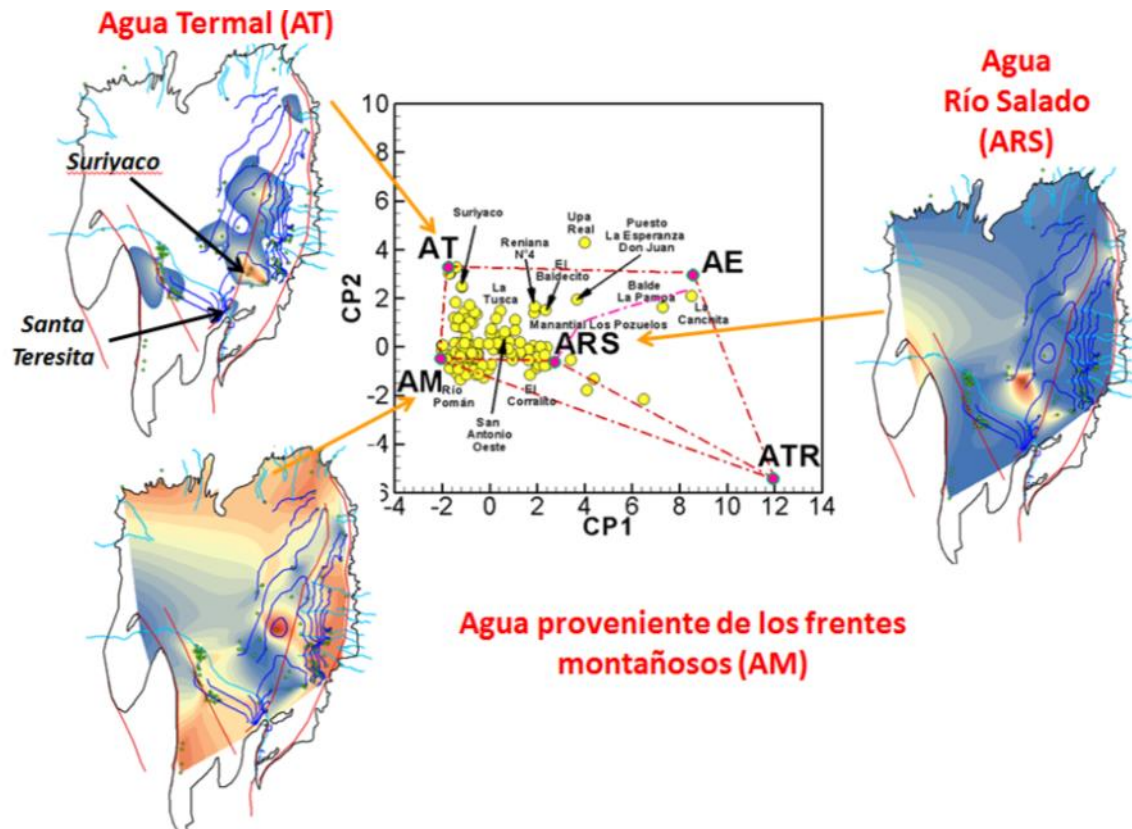 Agua Termal (AT)
Agua
Río Salado
(ARS)
Suriyaco
Santa
Teresita
10
8
6
4
2
0
-2
-4
-4
-2
0
2
4
6
8
10
12
14
CP2
CP1
Suriyaco
Upa
Real
Puesto
La Esperanza
Don Juan
Reniana
N°4
El
Baldecito
AT
AE
La
Tusca
Balde
La Pampa
La
Canchita
Manantial Los Pozuelos
ARS
AM
Río
Pomán
El
Corralito
San
Antonio
Oeste
ATR
Agua proveniente de los frentes
montañosos (AM)